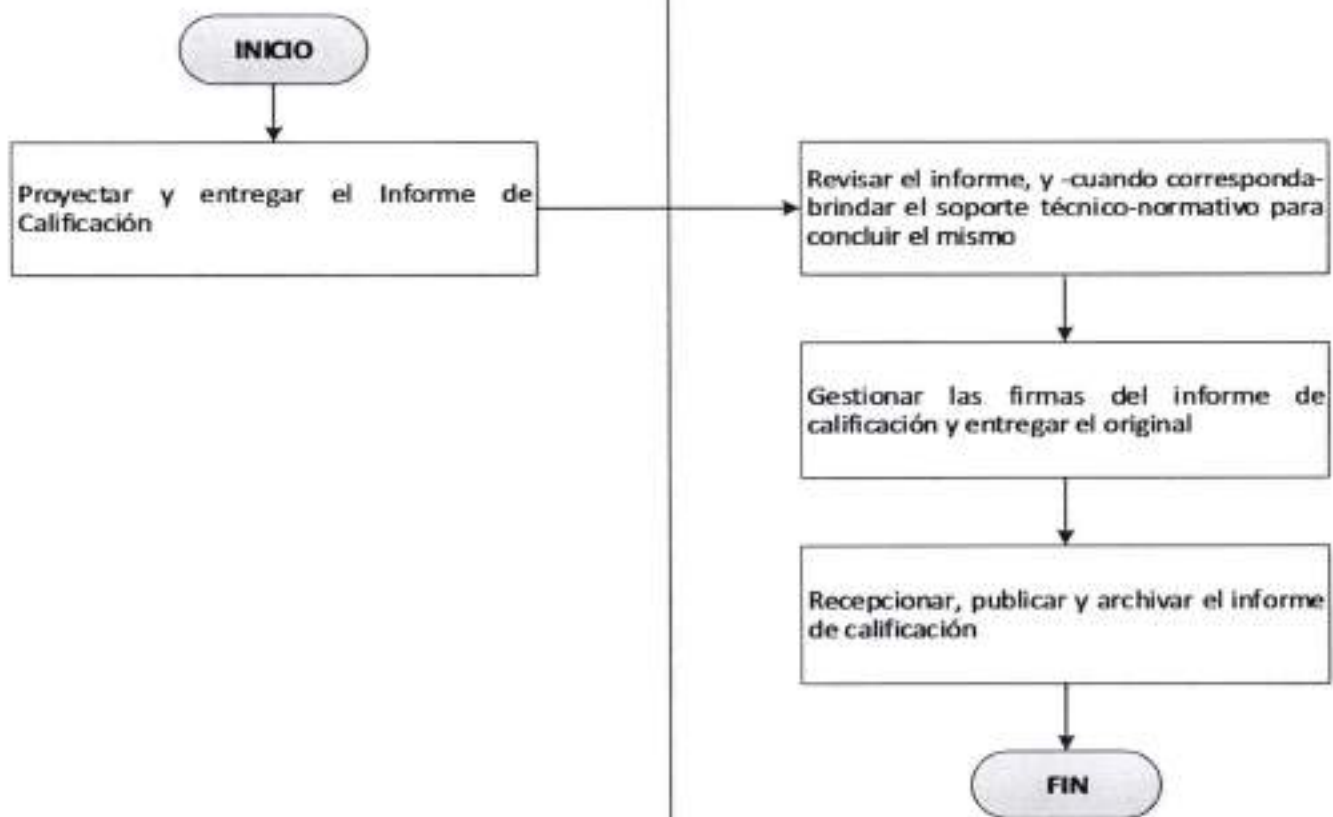 INICIO
Proyectar y entregar el Informe de
Calificación
Revisar el informe, y -cuando corresponda-
brindar el soporte técnico-normativo para
concluir el mismo
Gestionar las firmas del informe de
calificación y entregar el original
Recepcionar, publicar y archivar el informe
de calificación
FIN